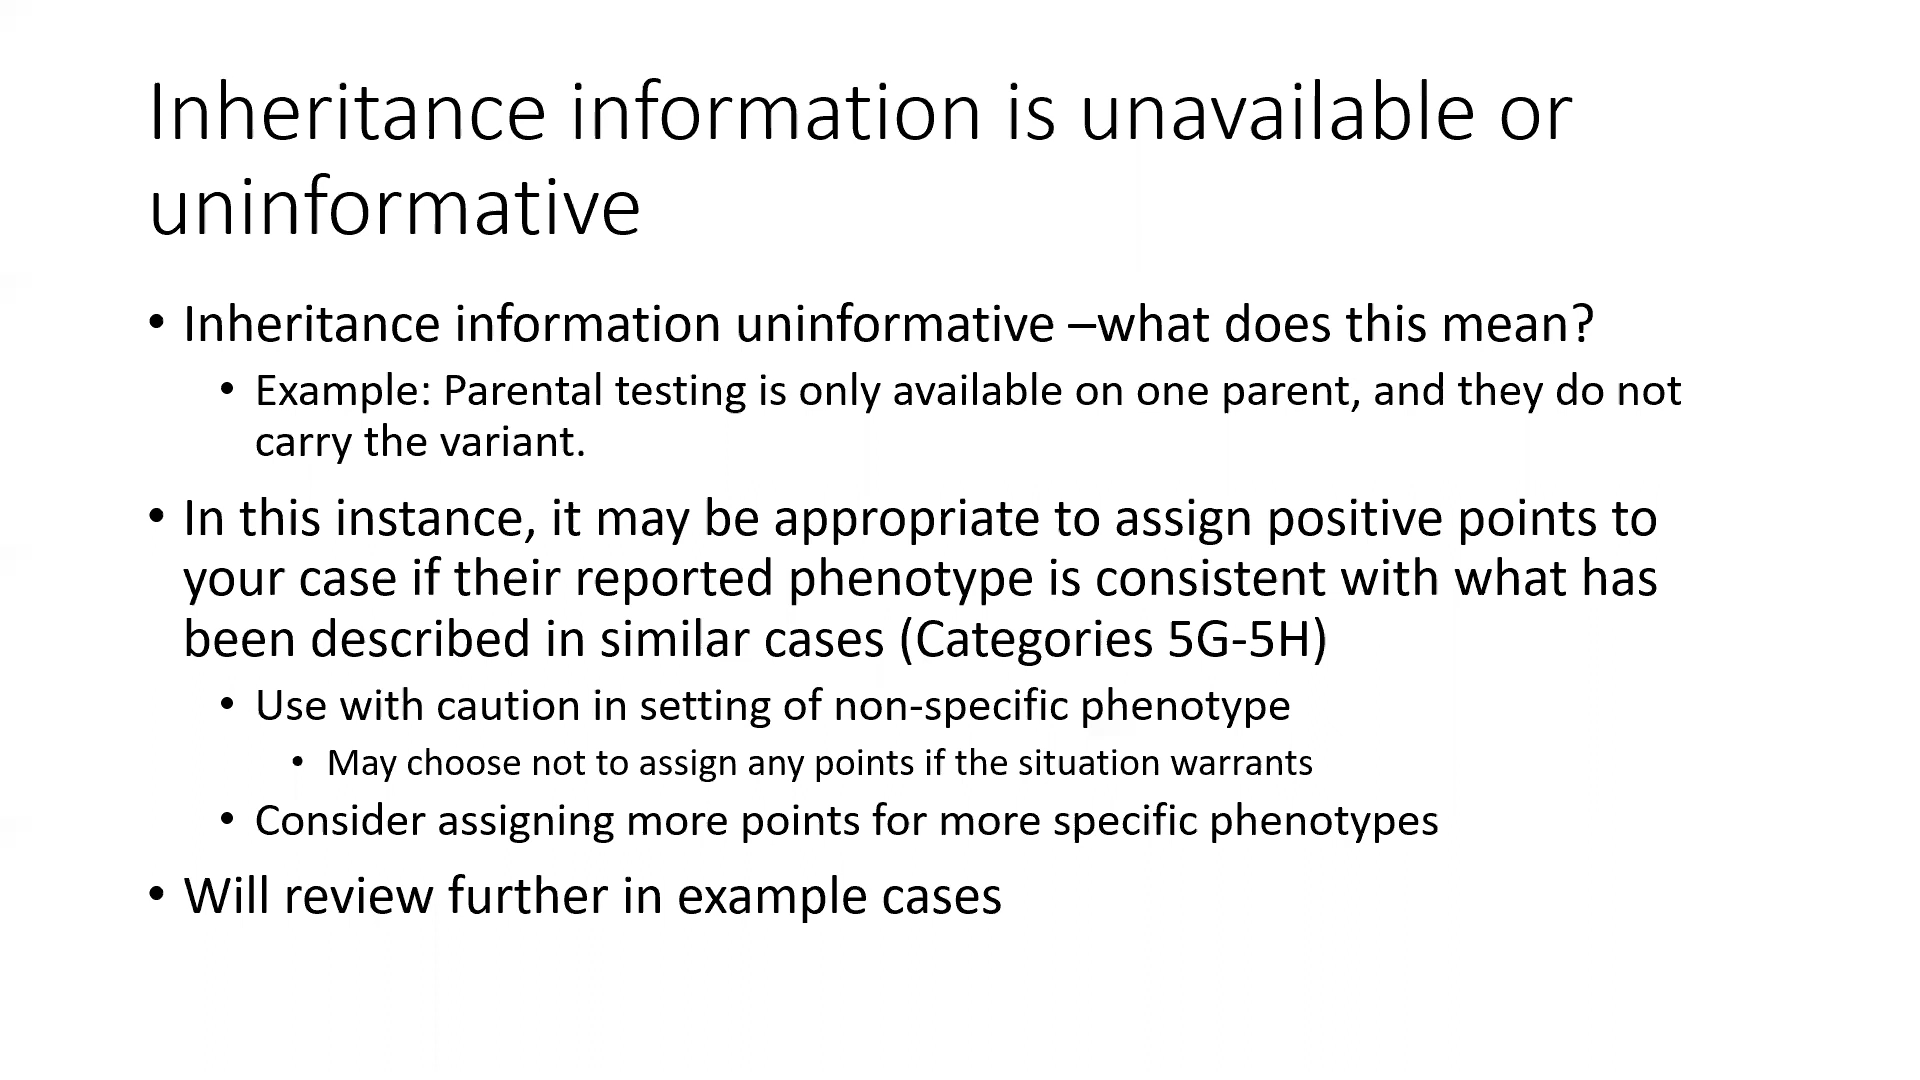 Inheritance information is unavailable or
uninformative
• Inheritance information uninformative –what does this mean?
• Example: Parental testing is only available on one parent, and they do not
carry the variant.
• In this instance, it may be appropriate to assign positive points to
your case if their reported phenotype is consistent with what has
been described in similar cases (Categories 5G-5H)
• Use with caution in setting of non-specific phenotype
• May choose not to assign any points if the situation warrants
• Consider assigning more points for more specific phenotypes
• Will review further in example cases